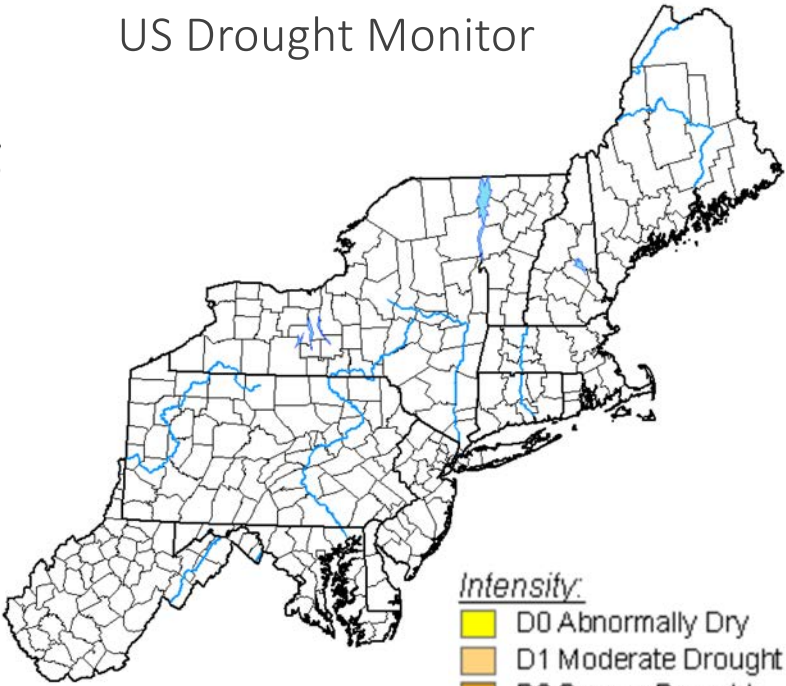 US Drought Monitor
Intensity:
D0 Abnormally Dry
D1 Moderate Drought